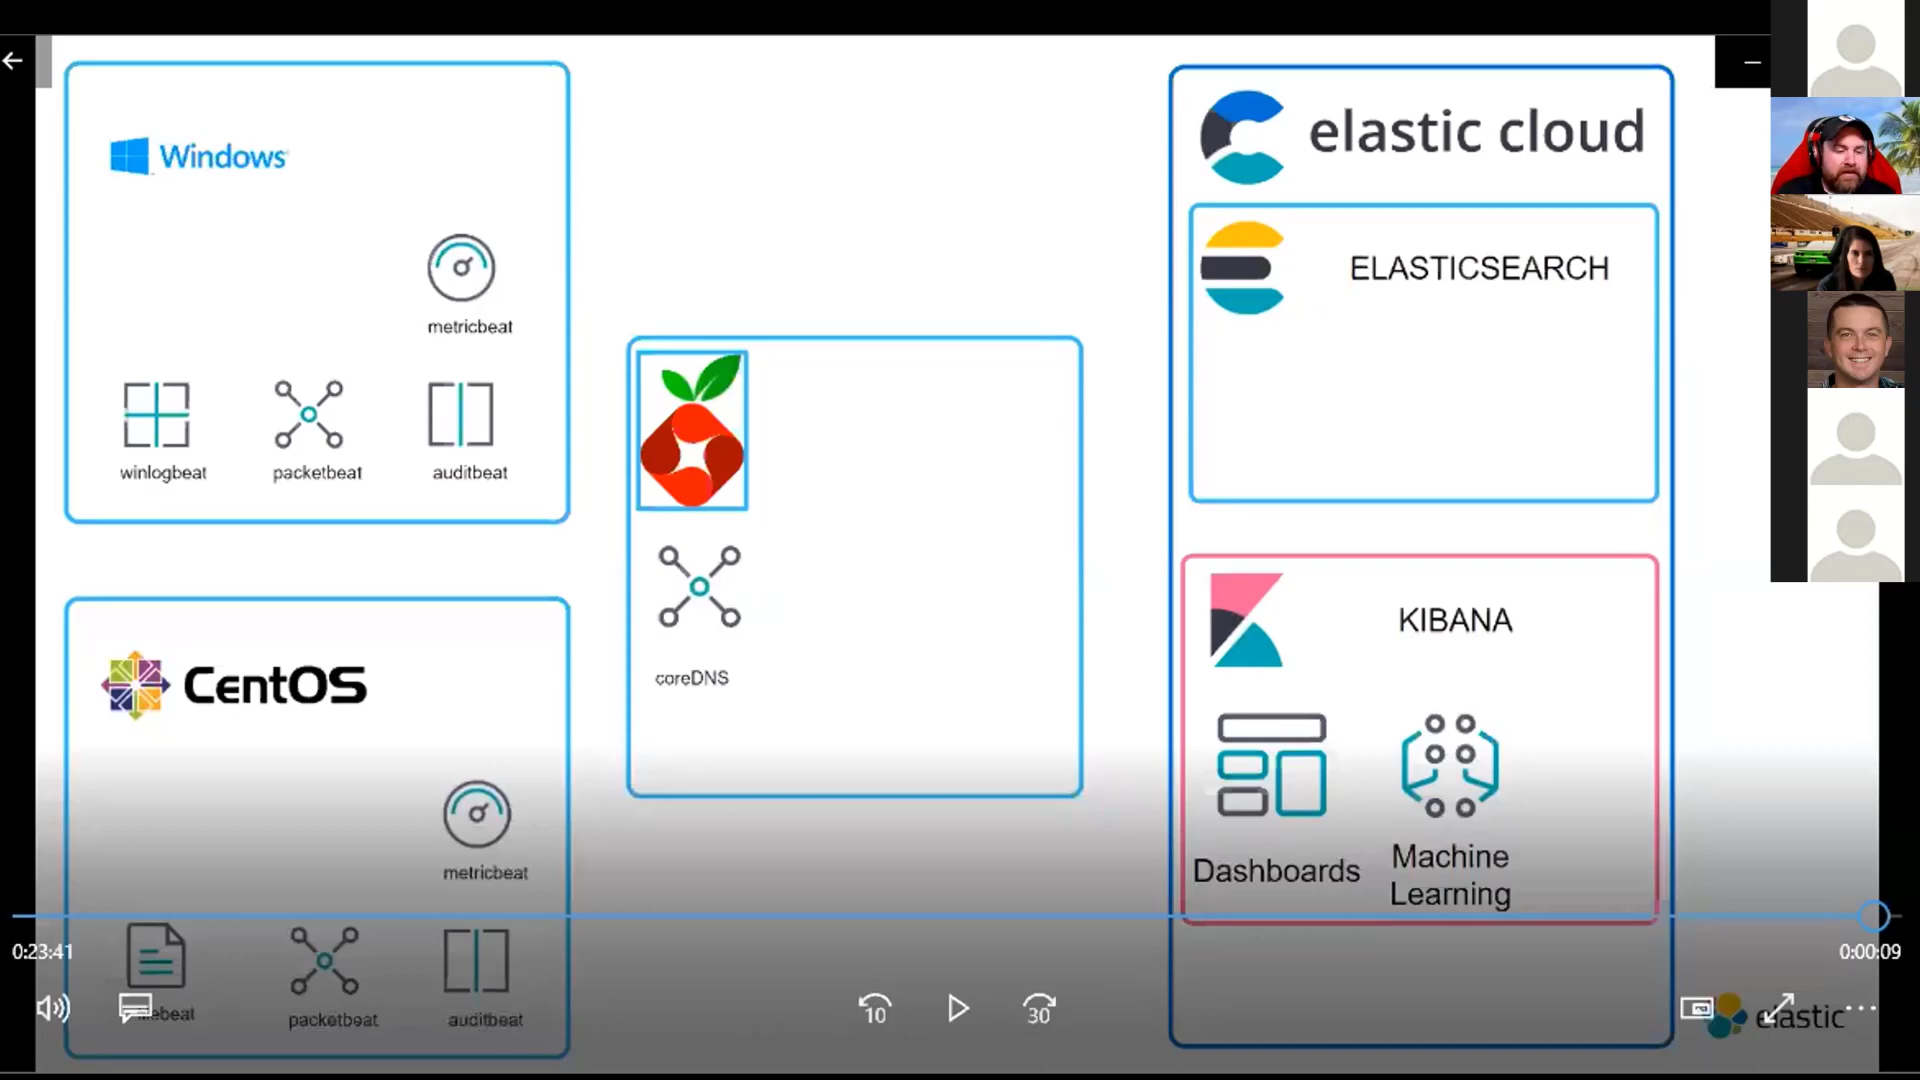 Windows
metricbeat
winlogbeat
packetbeat
auditbeat
CentOS
metricbeat
packetbeat
auditbeat
coreDNS
elastic cloud
ELASTICSEARCH
KIBANA
Dashboards
Machine
Learning
0:23:41
0:00:09
10
30
elastic